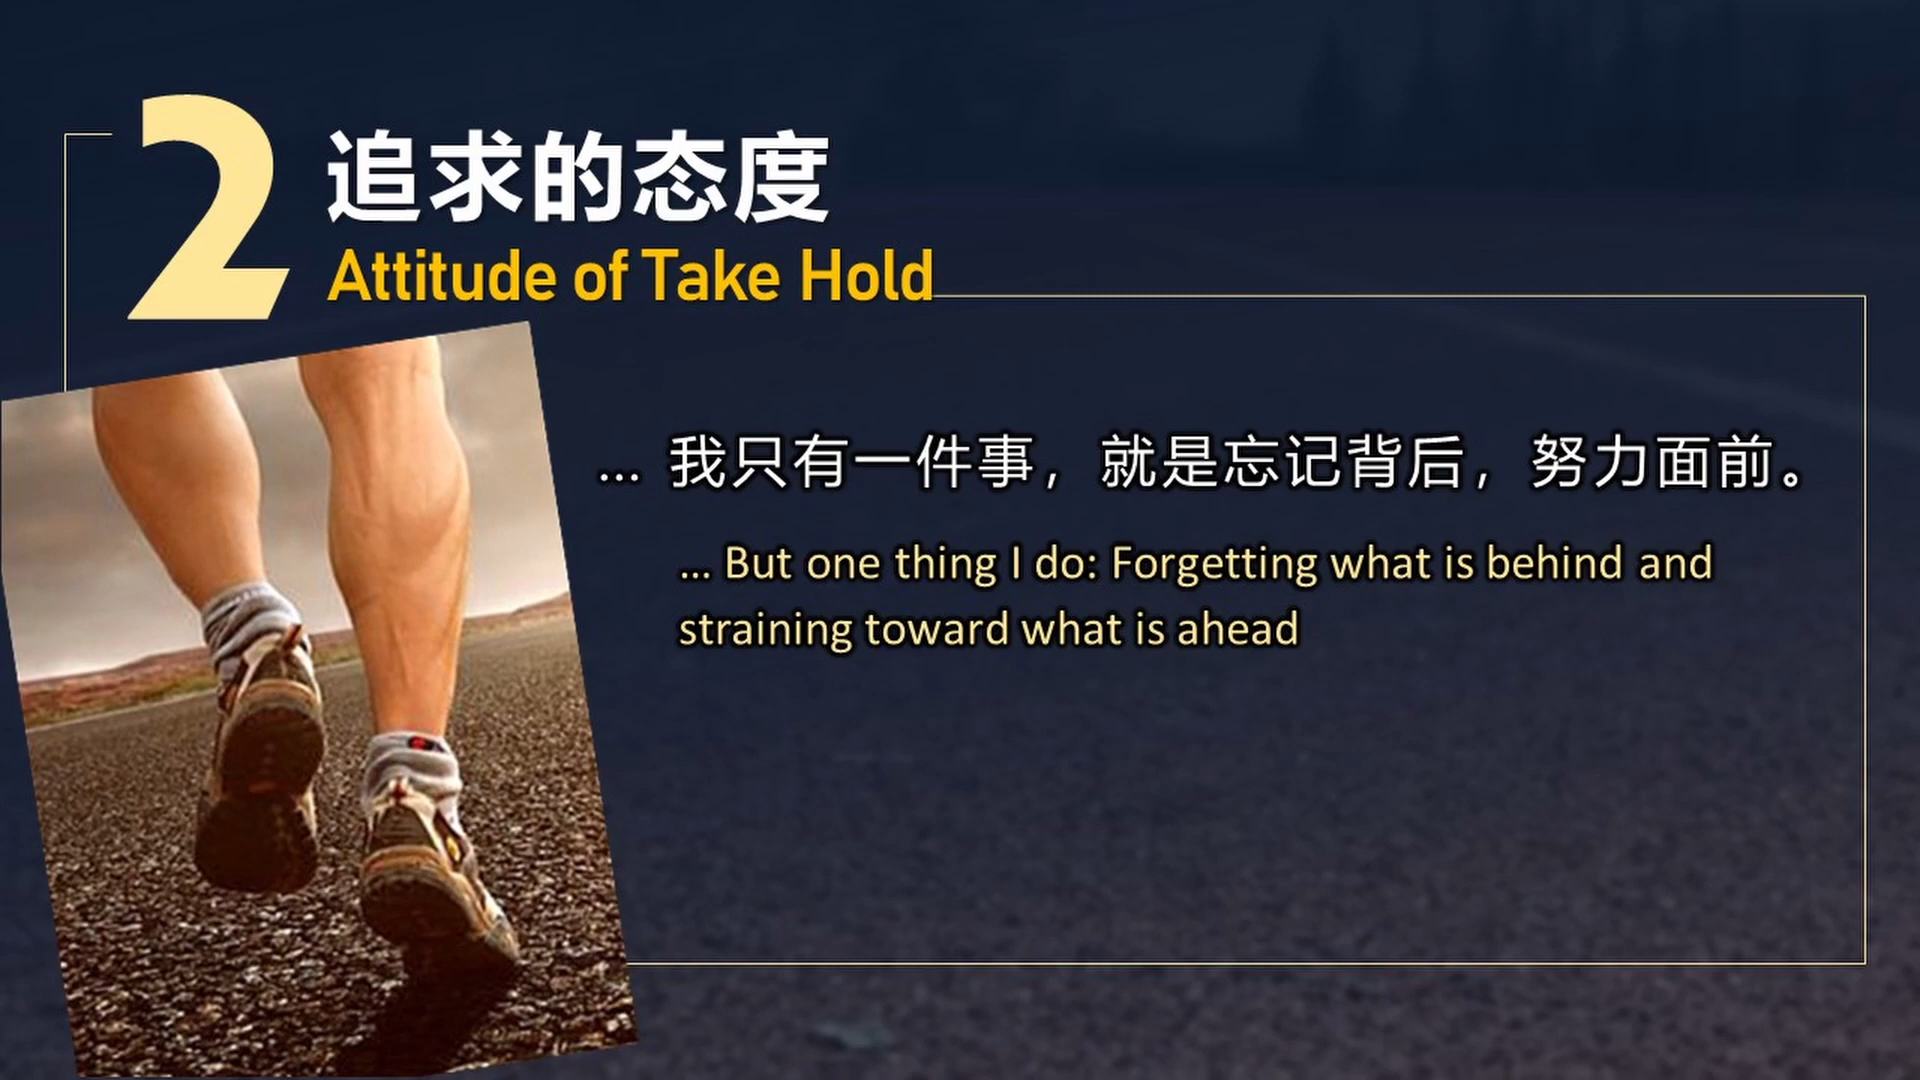 2
追求的态度
Attitude of Take Hold
... 我只有一件事，就是忘记背后，努力面前。
... But one thing I do: Forgetting what is behind and
straining toward what is ahead